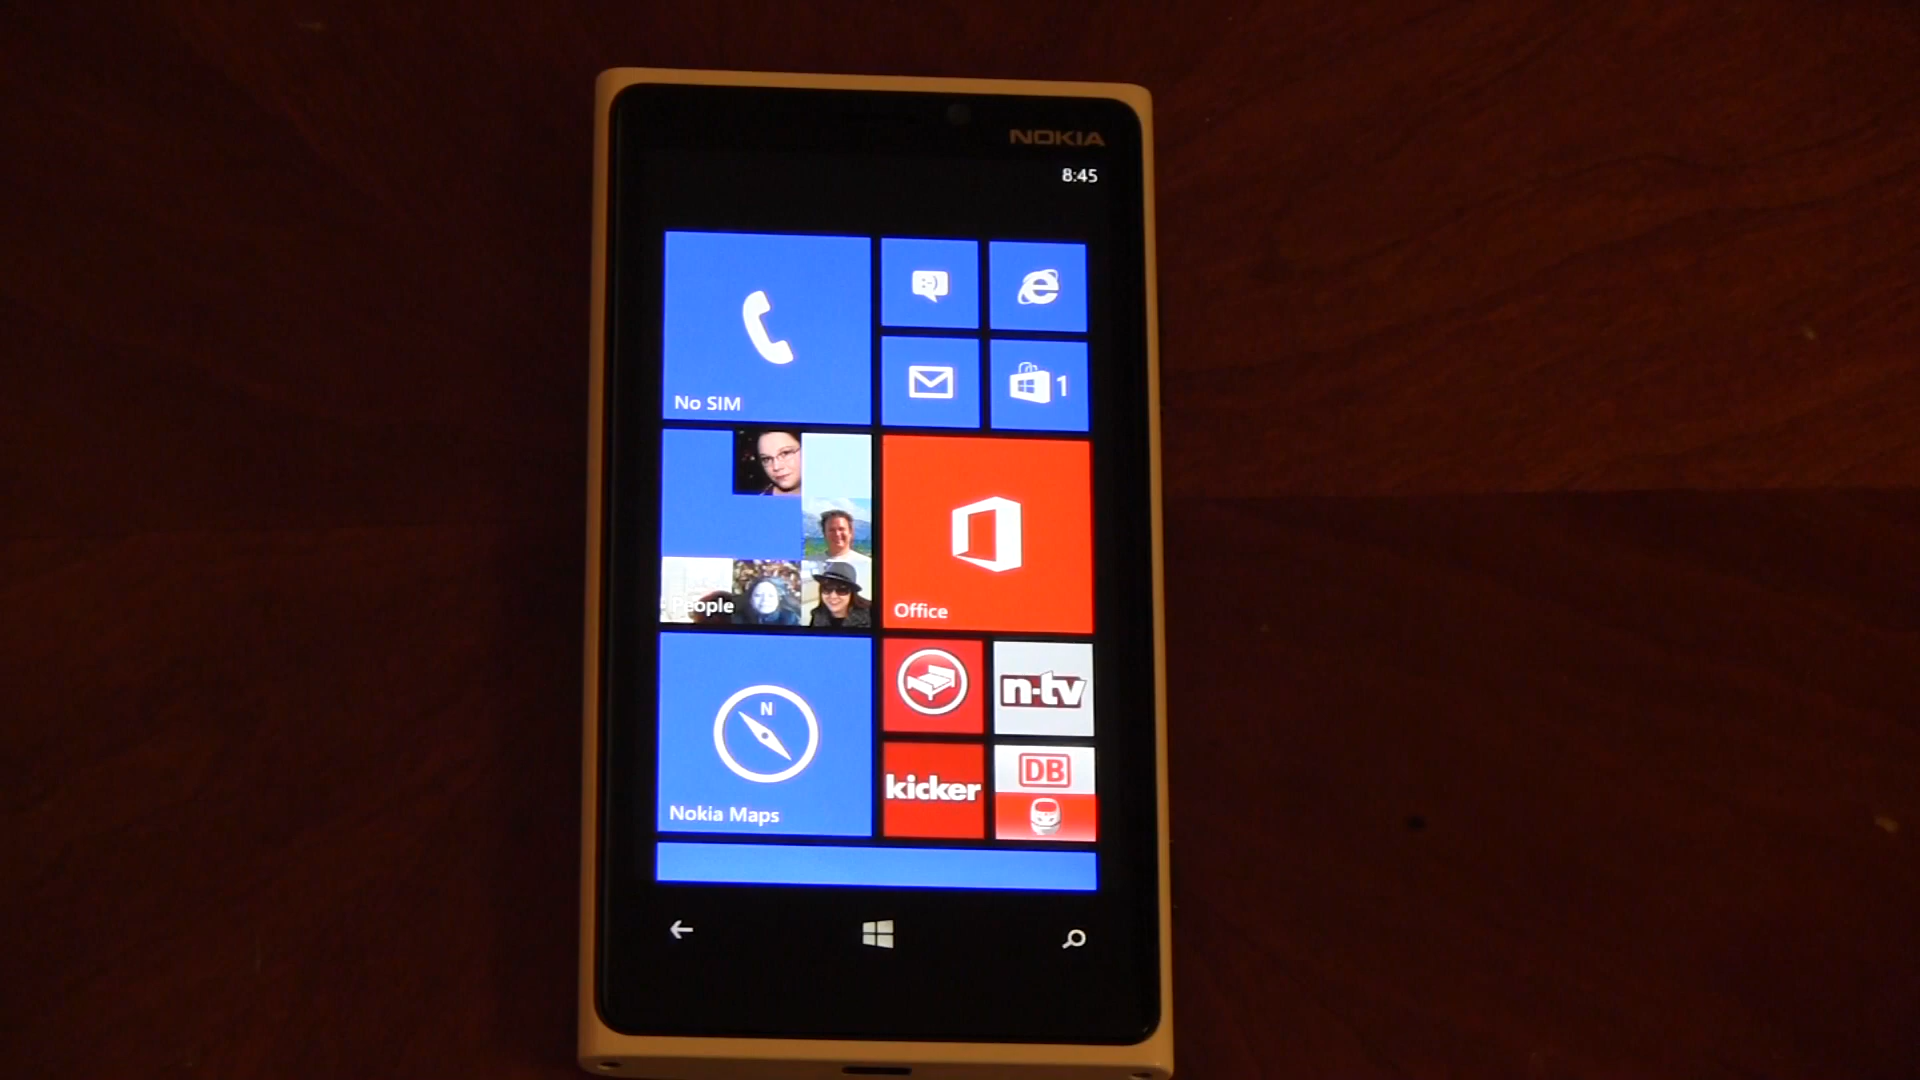 NOKIA
8:45
No SIM
1
People
Office
N
Nokia Maps
n-tv
kicker
DB